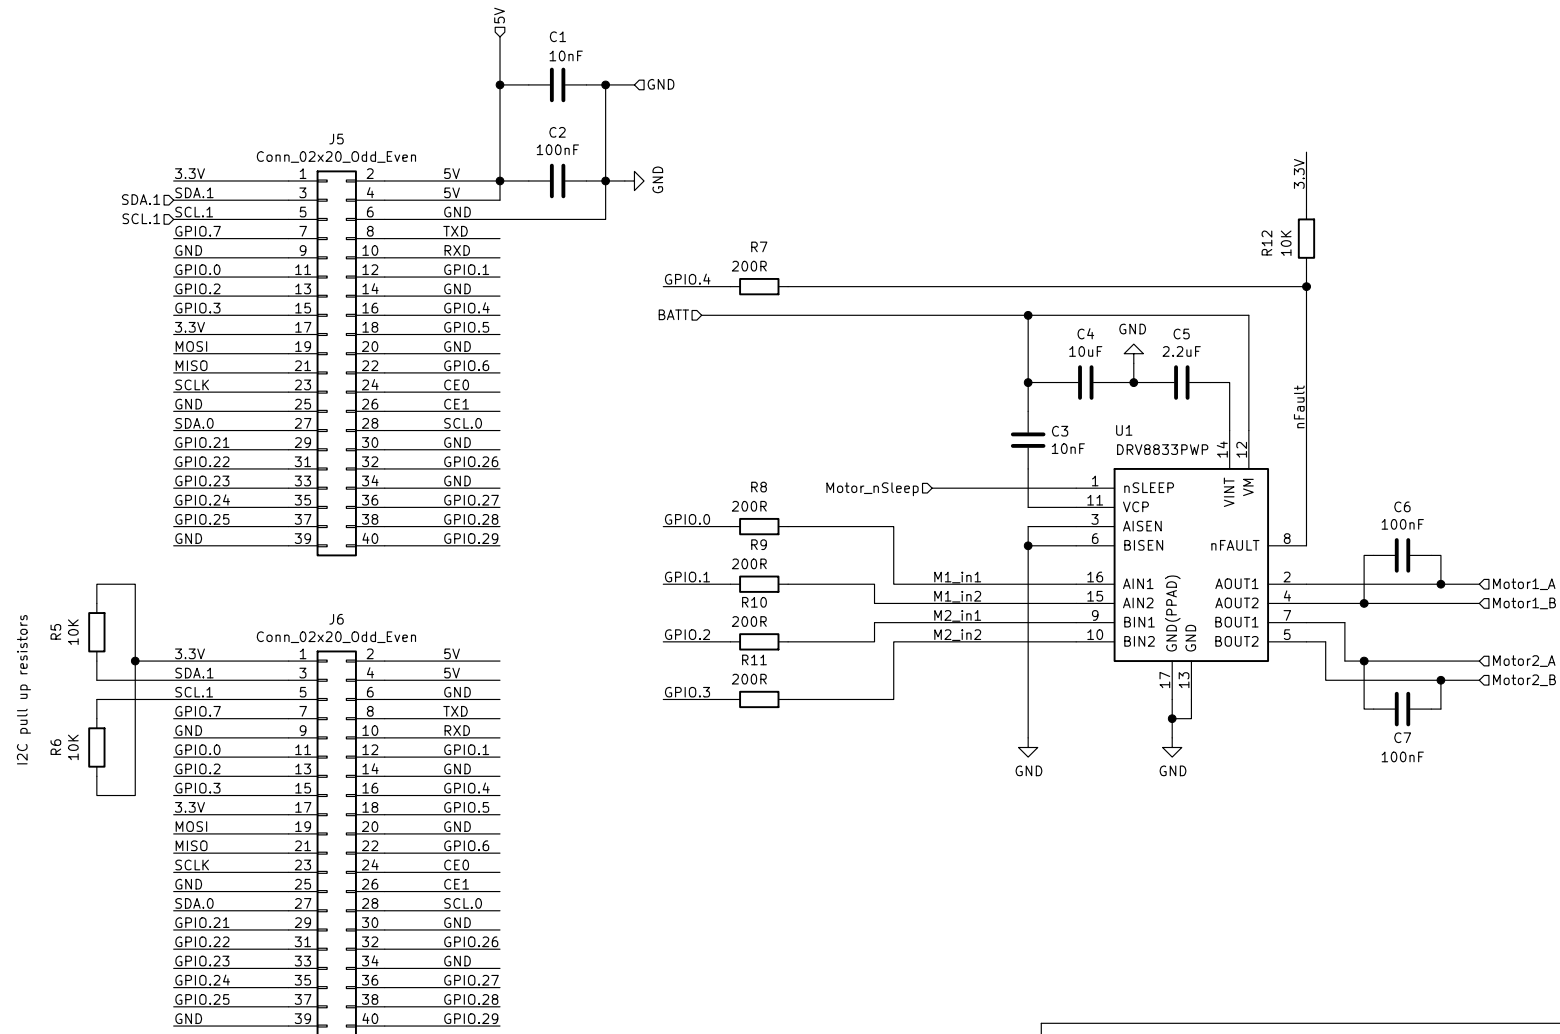 5V
C1
10nF
GND
C2
100nF
GND
J5
Conn_02x20_Odd_Even
3.3V 1 2 5V
SDA.1 SDA.1 3 4 5V
SCL.1 SCL.1 5 6 GND
GPIO.7 7 8 TXD
GND 9 10 RXD
GPIO.0 11 12 GPIO.1
GPIO.2 13 14 GND
GPIO.3 15 16 GPIO.4
3.3V 17 18 GPIO.5
MOSI 19 20 GND
MISO 21 22 GPIO.6
SCLK 23 24 CE0
GND 25 26 CE1
SDA.0 27 28 SCL.0
GPIO.21 29 30 GND
GPIO.22 31 32 GPIO.26
GPIO.23 33 34 GND
GPIO.24 35 36 GPIO.27
GPIO.25 37 38 GPIO.28
GND 39 40 GPIO.29
I2C pull up resistors
R5
10K
R6
10K
J6
Conn_02x20_Odd_Even
3.3V 1 2 5V
SDA.1 3 4 5V
SCL.1 5 6 GND
GPIO.7 7 8 TXD
GND 9 10 RXD
GPIO.0 11 12 GPIO.1
GPIO.2 13 14 GND
GPIO.3 15 16 GPIO.4
3.3V 17 18 GPIO.5
MOSI 19 20 GND
MISO 21 22 GPIO.6
SCLK 23 24 CE0
GND 25 26 CE1
SDA.0 27 28 SCL.0
GPIO.21 29 30 GND
GPIO.22 31 32 GPIO.26
GPIO.23 33 34 GND
GPIO.24 35 36 GPIO.27
GPIO.25 37 38 GPIO.28
GND 39 40 GPIO.29
3.3V
R12
10K
R7
200R
GPIO.4
BATT
C4
10uF
GND
C5
2.2uF
nFault
C3
10nF
U1
DRV8833PWP
14
12
VINT
VM
Motor_nSleep 1 nSLEEP
11 VCP
3 AISEN
6 BISEN
nFAULT 8
R8
200R
GPIO.0
R9
200R
GPIO.1
R10
200R
GPIO.2
R11
200R
GPIO.3
M1_in1 16 AIN1
M1_in2 15 AIN2
M2_in1 9 BIN1
M2_in2 10 BIN2
GND(PPAD)
GND
17
13
AOUT1 2
AOUT2 4
BOUT1 7
BOUT2 5
C6
100nF
Motor1_A
Motor1_B
Motor2_A
Motor2_B
C7
100nF
GND
GND